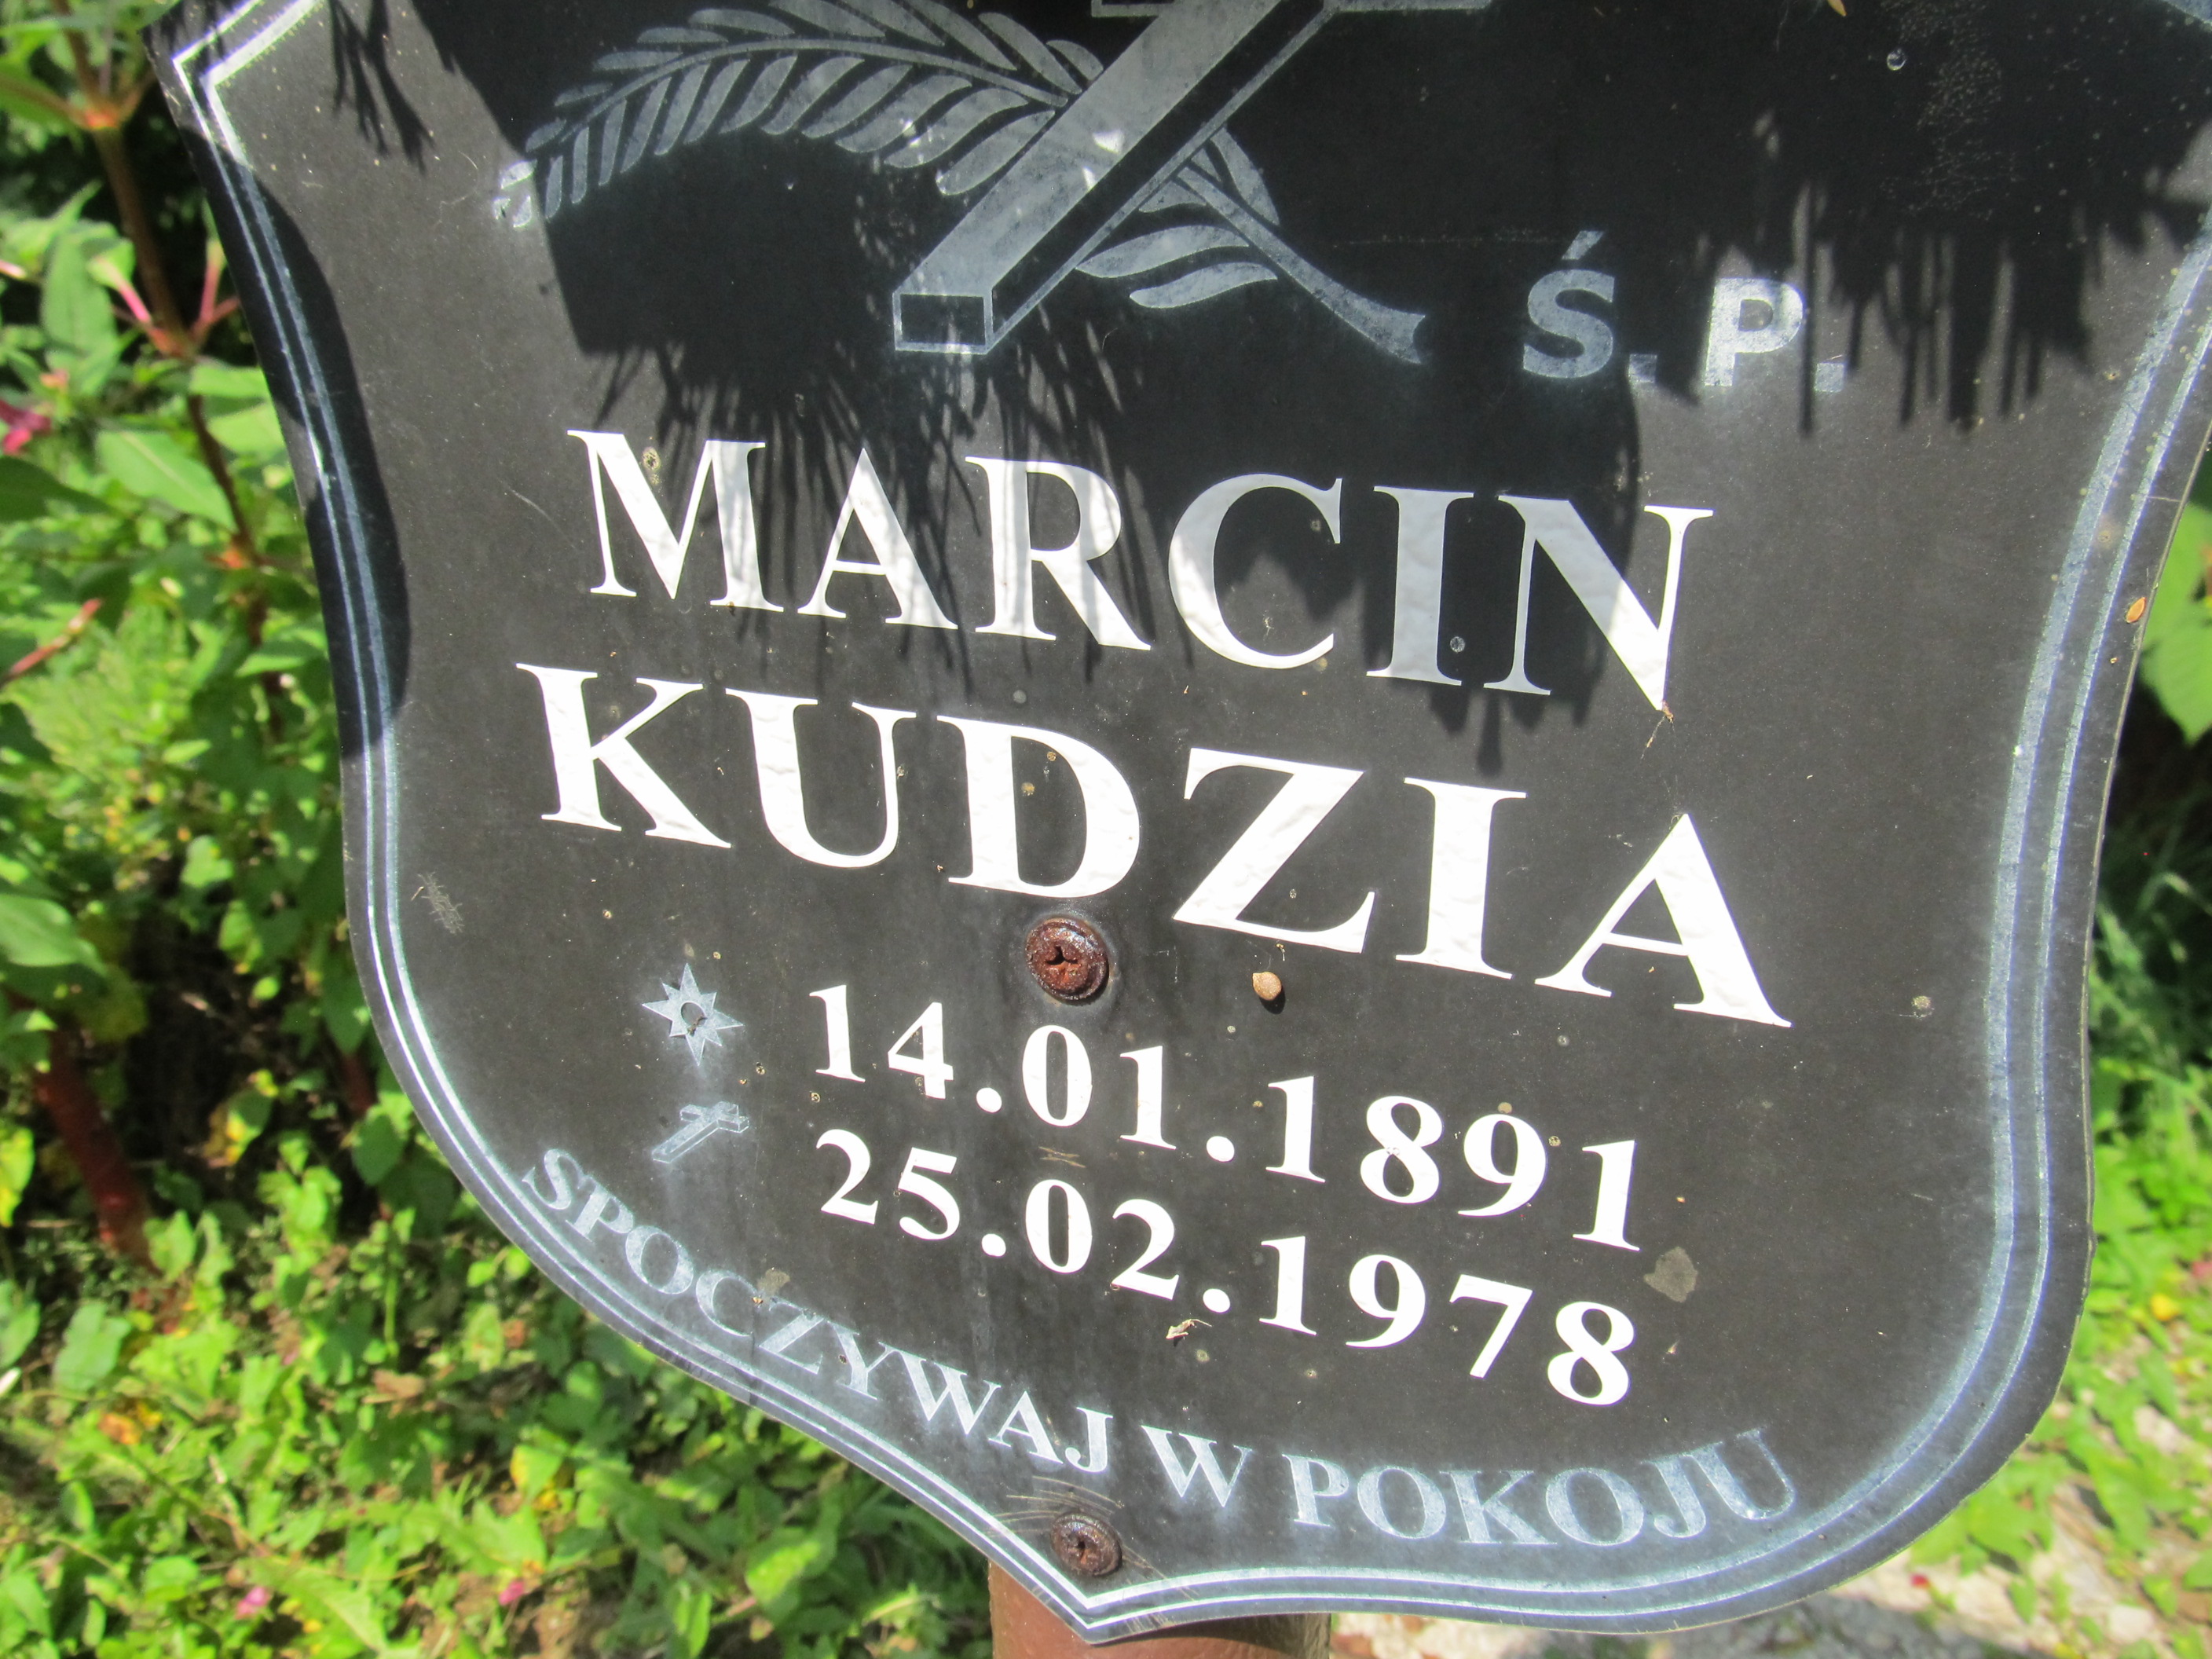 Ś. P.
MARCIN
KUDZIA
14.01.1891
25.02.1978
SPOCZYWAJ W POKOJU